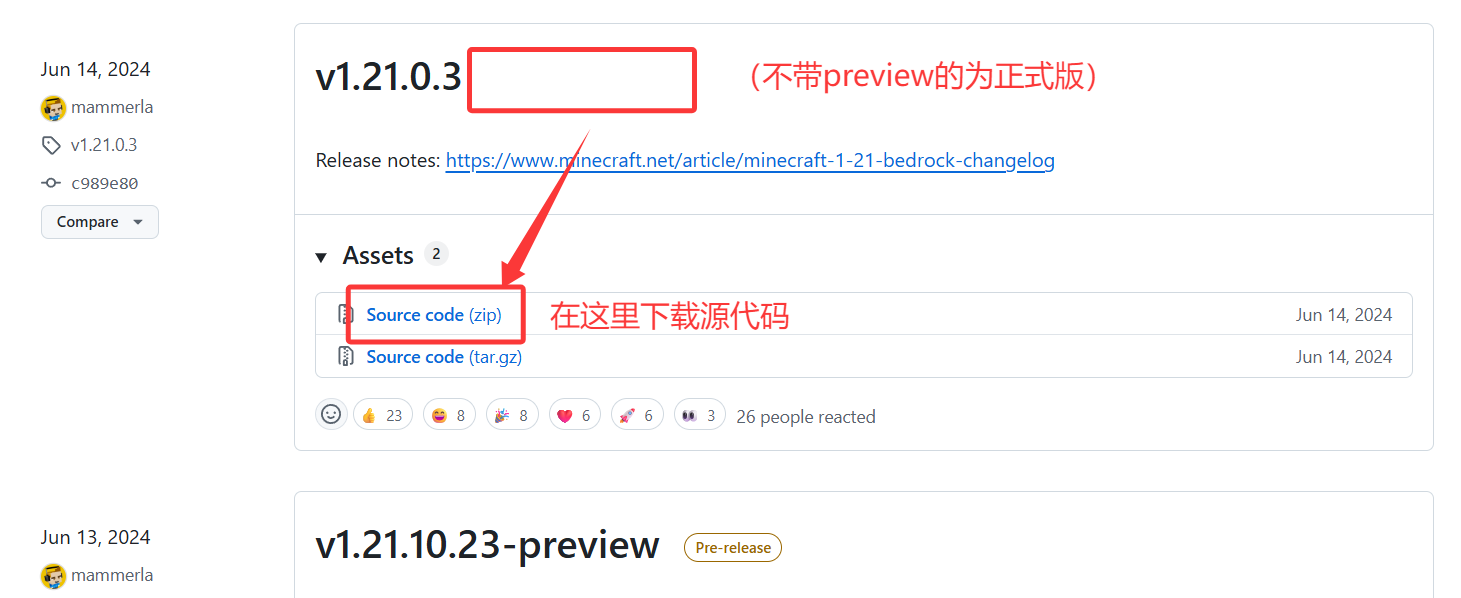 Jun 14, 2024
mammerla
v1.21.0.3
c989e80
Compare
v1.21.0.3
（不带preview的为正式版）
Release notes: https://www.minecraft.net/article/minecraft-1-21-bedrock-changelog
Assets 2
Source code (zip)
在这里下载源代码
Jun 14, 2024
Source code (tar.gz)
Jun 14, 2024
23 8 8 6 6 3 26 people reacted
Jun 13, 2024
mammerla
v1.21.10.23-preview
Pre-release